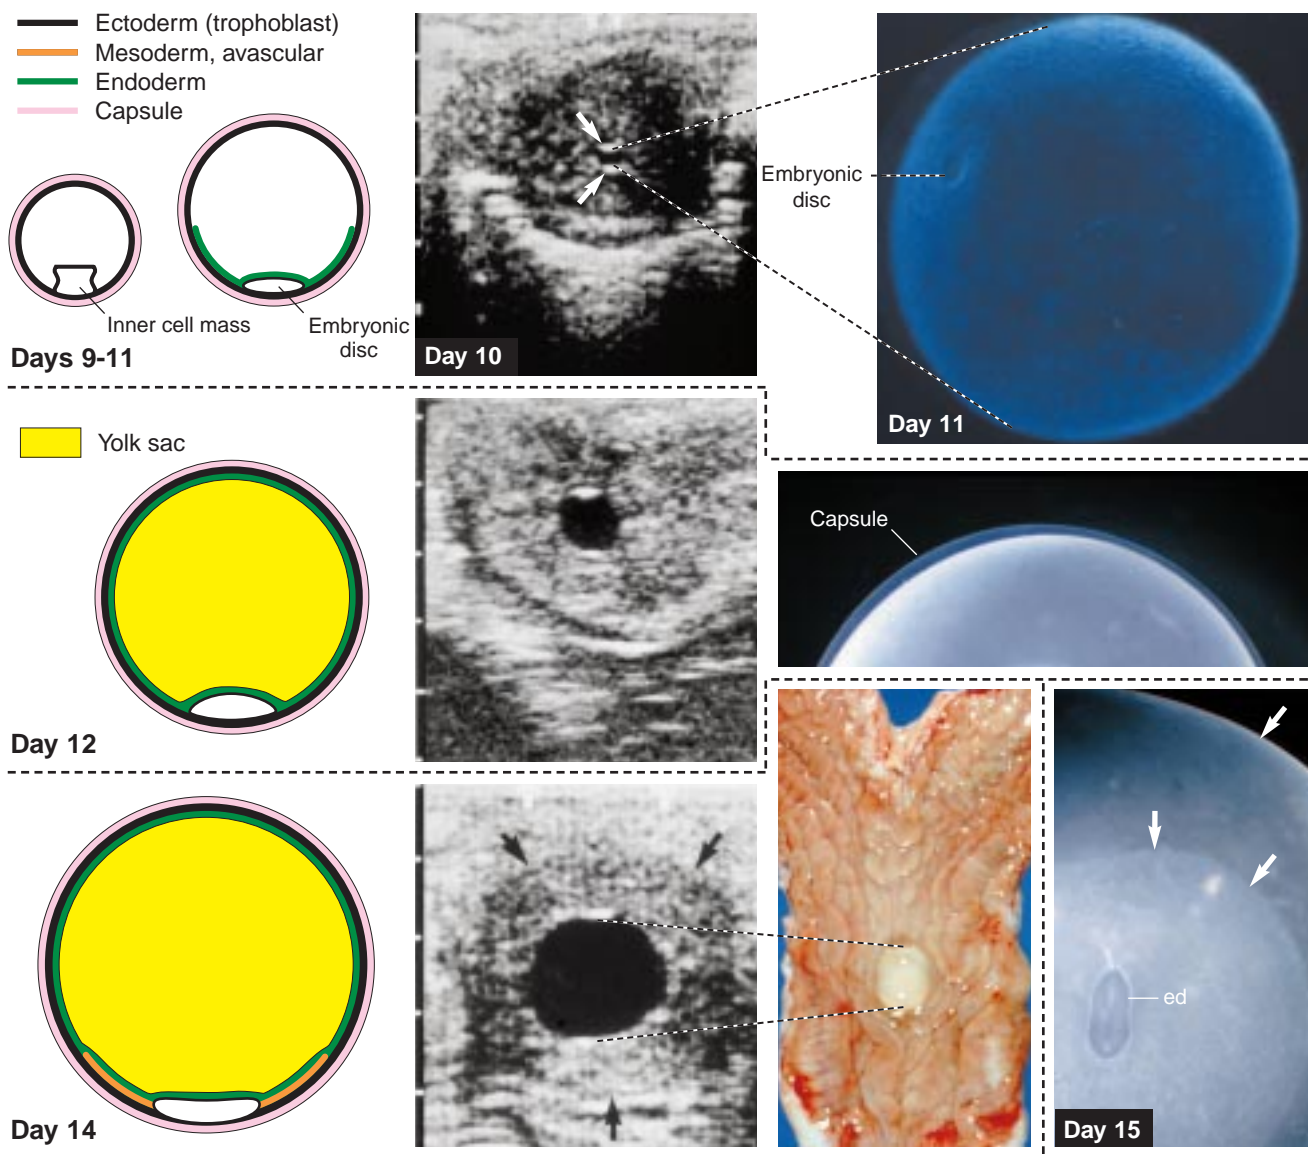 Ectoderm (trophoblast)
Mesoderm, avascular
Endoderm
Capsule
Inner cell mass
Embryonic
disc
Days 9-11
Day 10
Embryonic
disc
Day 11
Yolk sac
Day 12
Capsule
Day 14
ed
Day 15